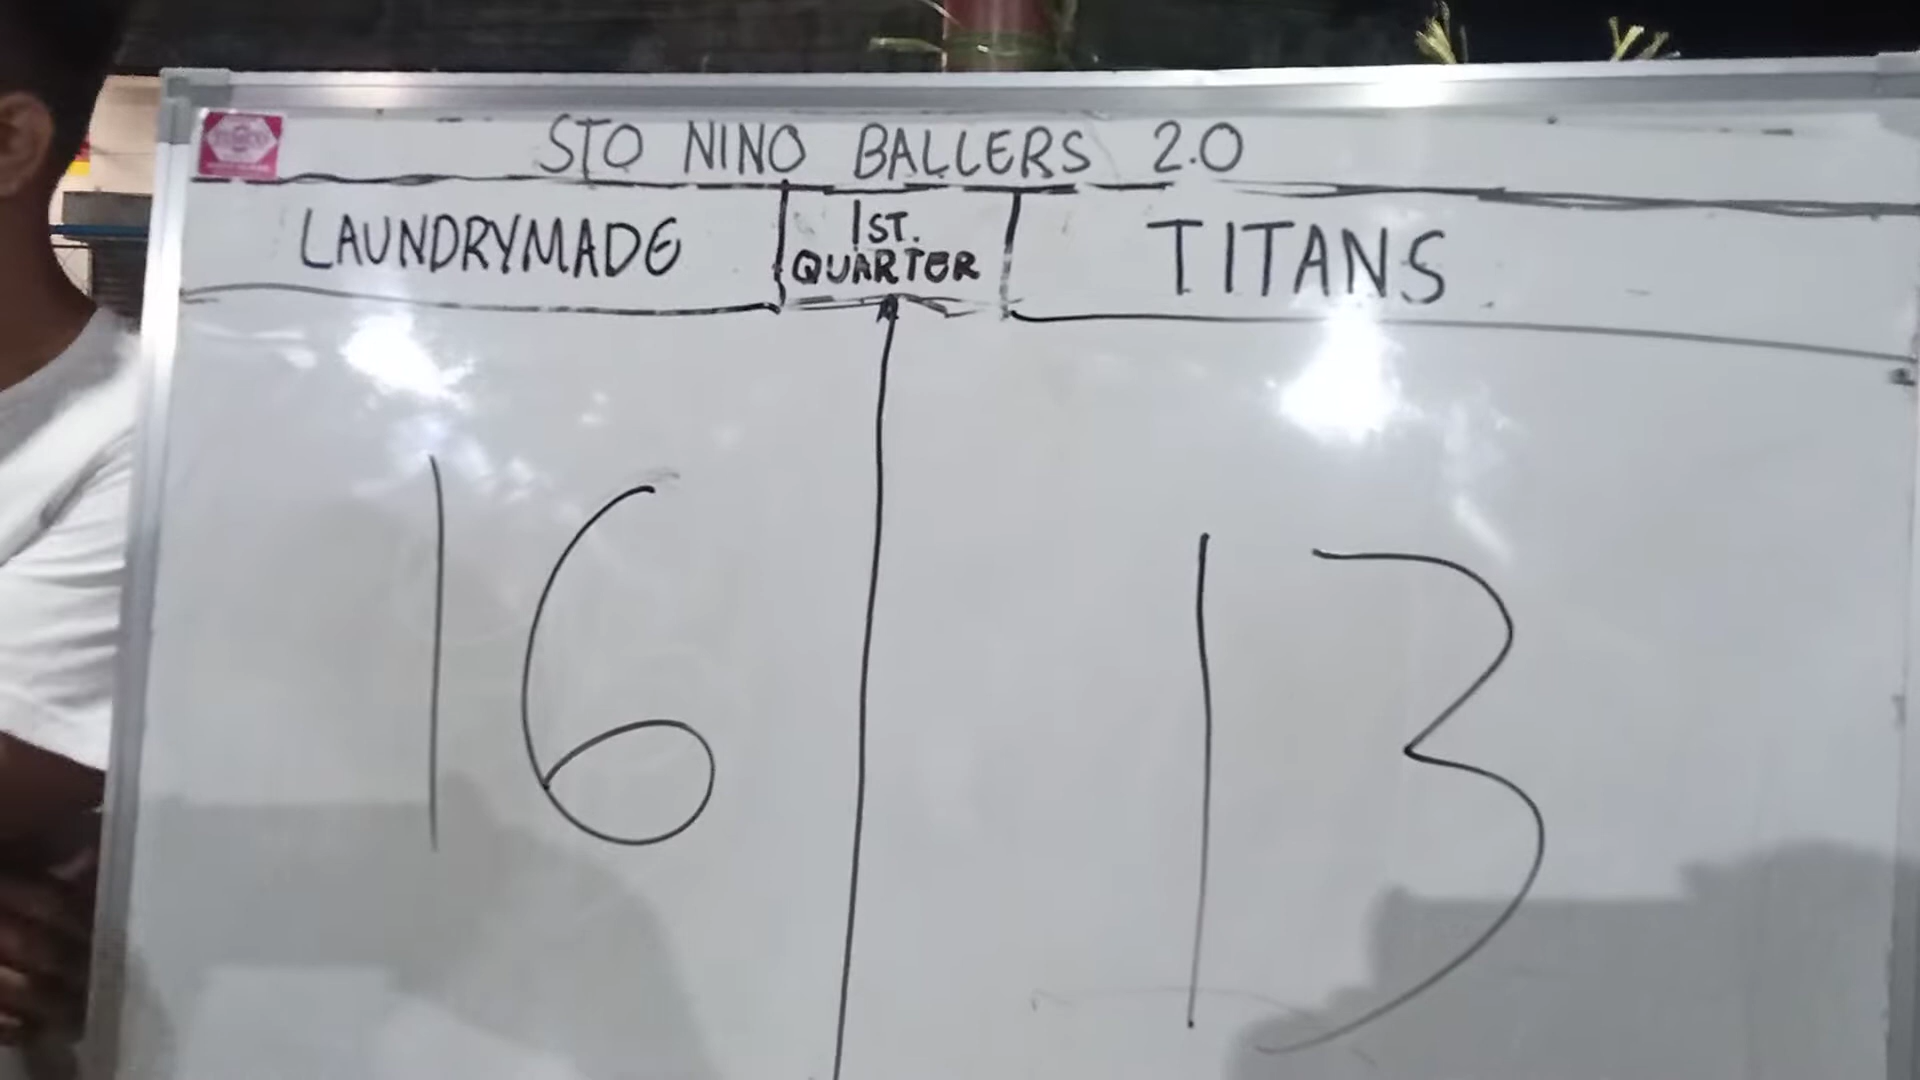 STO NINO BALLERS 2.0
LAUNDRYMADE
1ST.
QUARTER
TITANS
16
13